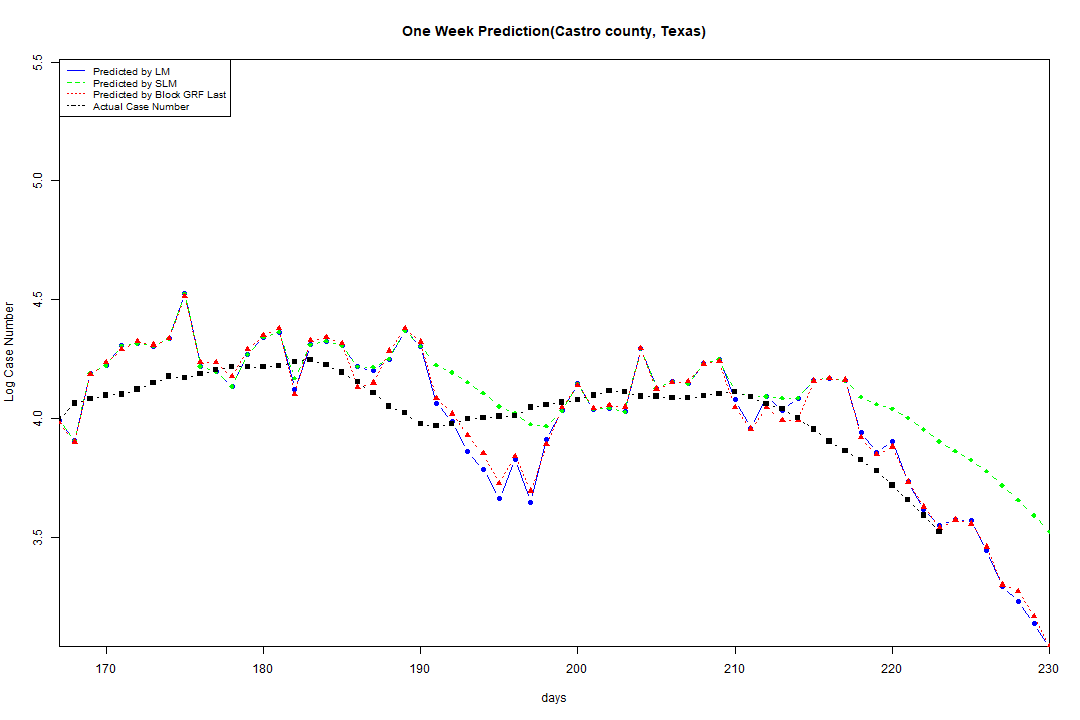 One Week Prediction(Castro county, Texas)
Predicted by LM
Predicted by SLM
Predicted by Block GRF Last
Actual Case Number
5.5
5.0
4.5
4.0
3.5
Log Case Number
170 180 190 200 210 220 230
days